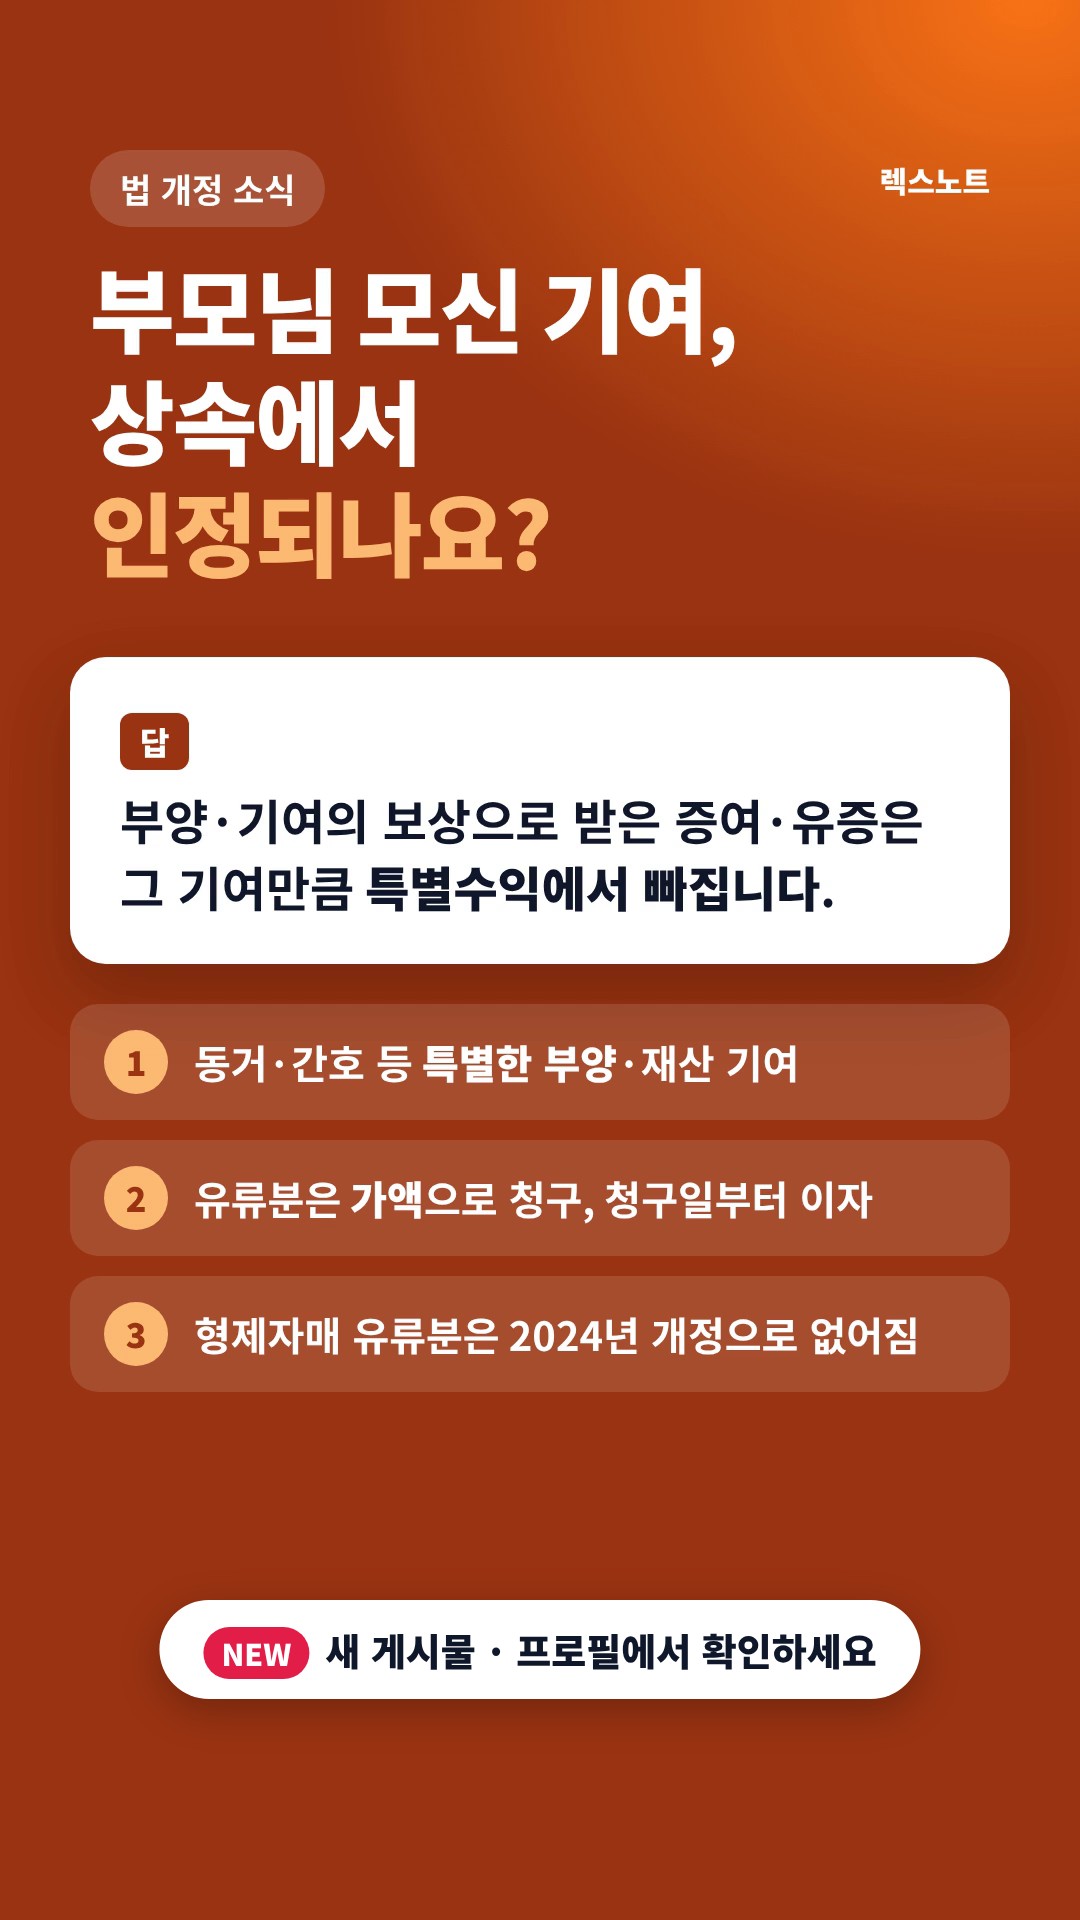 법 개정 소식
렉스노트
부모님 모신 기여,
상속에서
인정되나요?
답
부양·기여의 보상으로 받은 증여·유증은
그 기여만큼 특별수익에서 빠집니다.
1 동거·간호 등 특별한 부양·재산 기여
2 유류분은 가액으로 청구, 청구일부터 이자
3 형제자매 유류분은 2024년 개정으로 없어짐
NEW 새 게시물 · 프로필에서 확인하세요